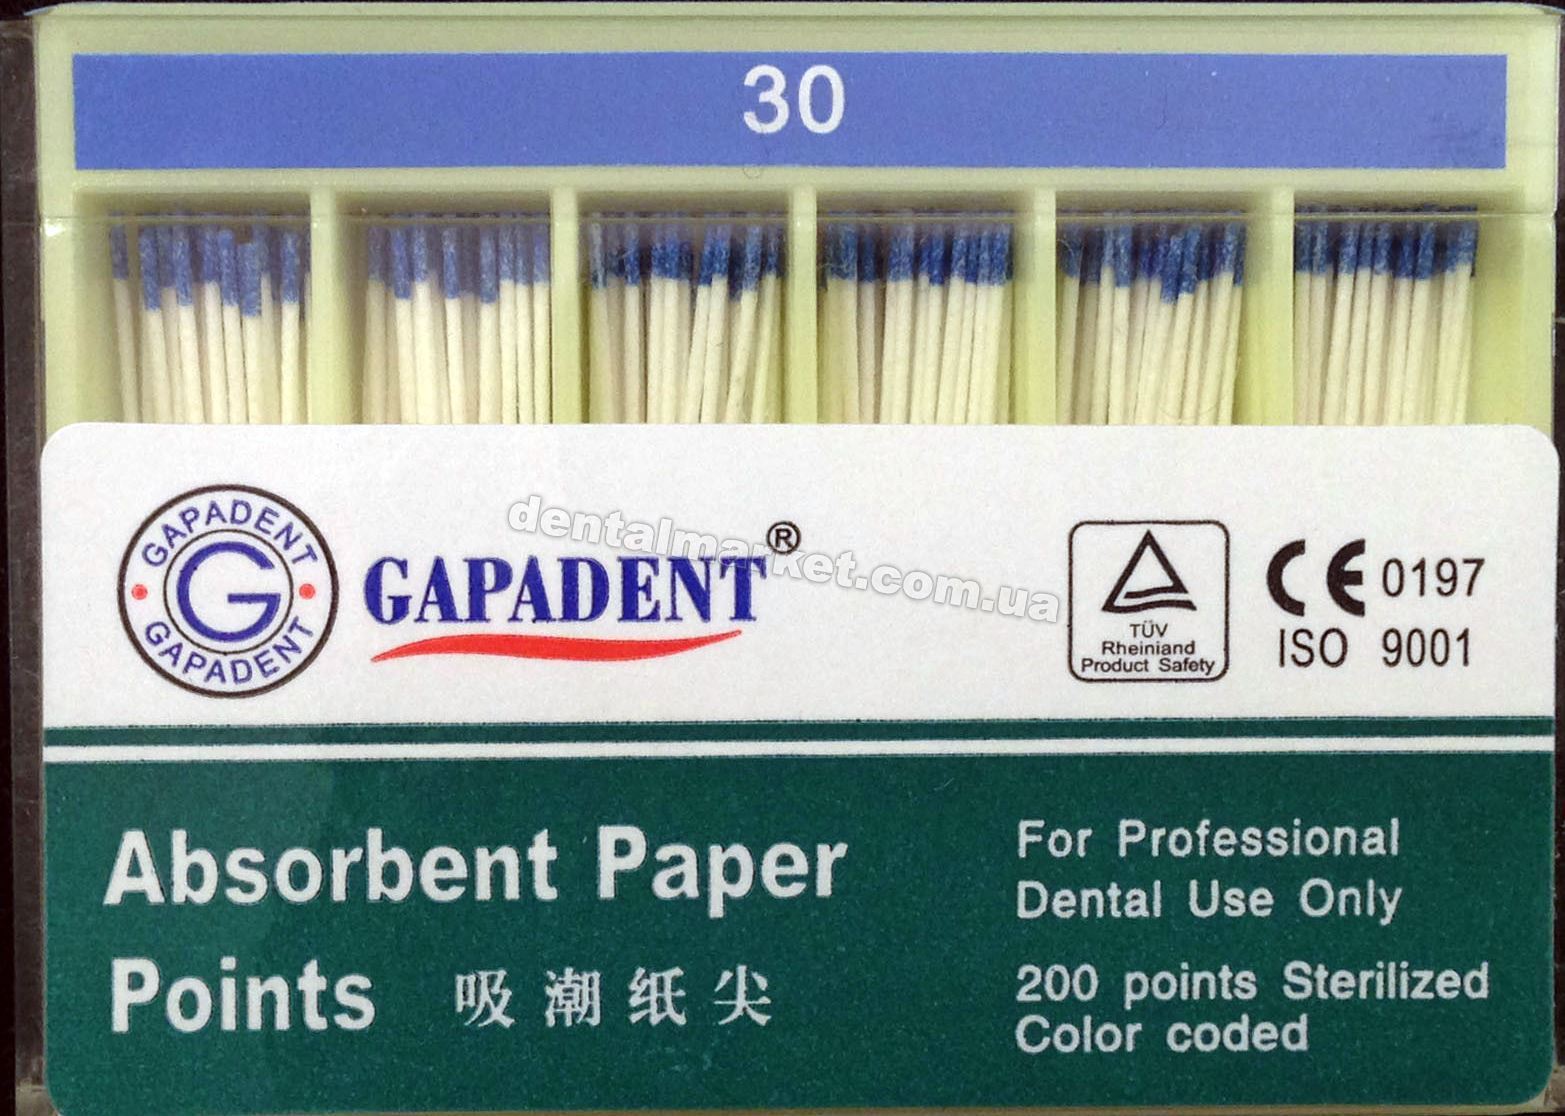 30
GAPADENT
G
GAPADENT
GAPADENT®
dentalmarket.com.ua
TÜV
Rheiniand
Product Safety
CE 0197
ISO 9001
Absorbent Paper
Points 吸潮纸尖
For Professional
Dental Use Only
200 points Sterilized
Color coded